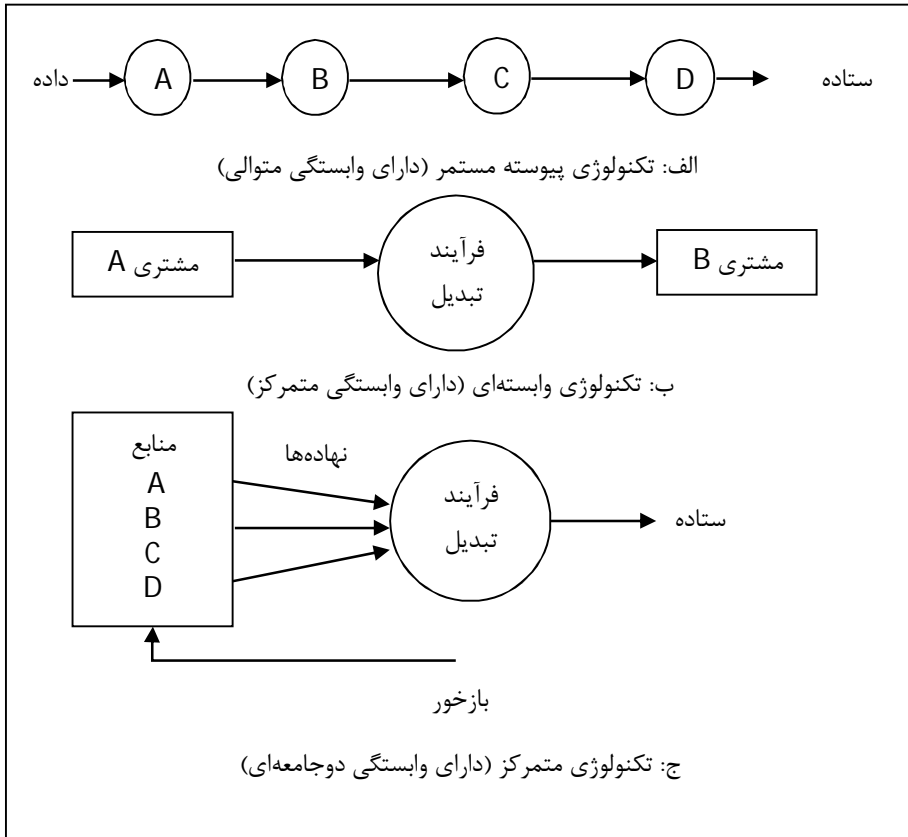 داده A B C D ستاده
الف: تکنولوژی پیوسته مستمر (دارای وابستگی متوالی)
مشتری A
فرآیند
تبدیل
مشتری B
ب: تکنولوژی وابسته‌ای (دارای وابستگی متمرکز)
منابع
A
B
C
D
نهاده‌ها
فرآیند
تبدیل
ستاده
بازخور
ج: تکنولوژی متمرکز (دارای وابستگی دوجامعه‌ای)